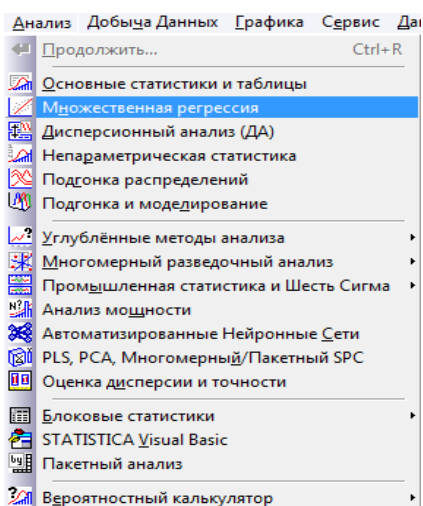 Анализ Добыча Данных Графика Сервис Да
Продолжить... Ctrl+R
Основные статистики и таблицы
Множественная регрессия
Дисперсионный анализ (ДА)
Непараметрическая статистика
Подгонка распределений
Подгонка и моделирование
Углублённые методы анализа
Многомерный разведочный анализ
Промышленная статистика и Шесть Сигма
Анализ мощности
Автоматизированные Нейронные Сети
PLS, PCA, Многомерный/Пакетный SPC
Оценка дисперсии и точности
Блоковые статистики
STATISTICA Visual Basic
Пакетный анализ
Вероятностный калькулятор